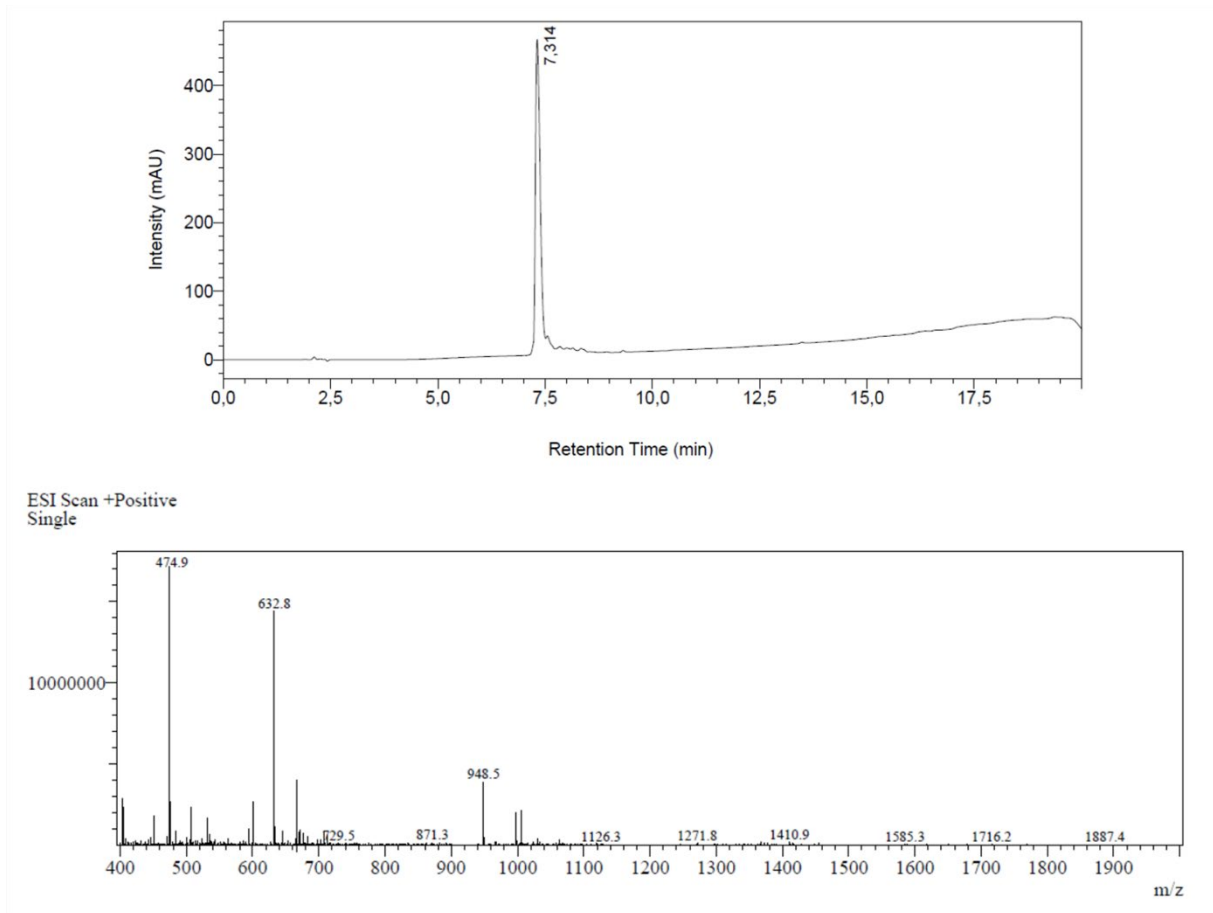 7,314
400
300
200
100
0
Intensity (mAU)
0,0 2,5 5,0 7,5 10,0 12,5 15,0 17,5
Retention Time (min)
ESI Scan +Positive
Single
474.9
632.8
10000000
948.5
729.5 871.3 1126.3 1271.8 1410.9 1585.3 1716.2 1887.4
400 500 600 700 800 900 1000 1100 1200 1300 1400 1500 1600 1700 1800 1900
m/z